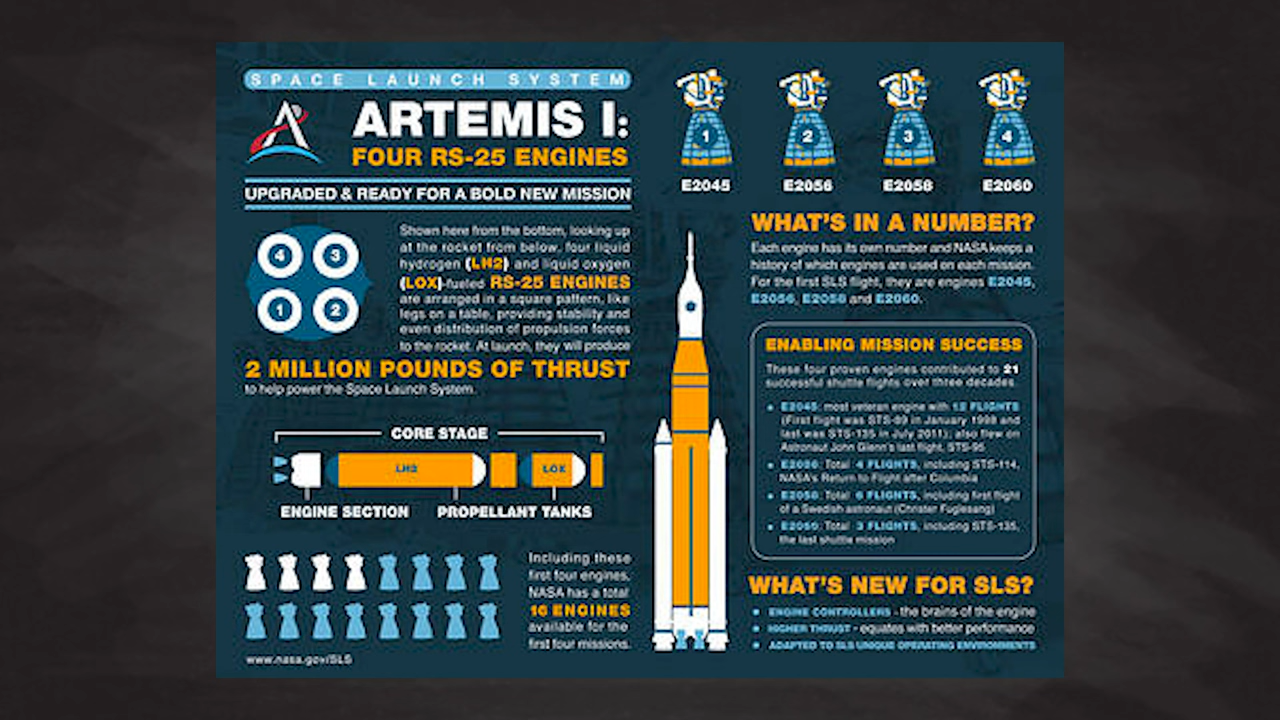 SPACE LAUNCH SYSTEM
ARTEMIS I:
FOUR RS-25 ENGINES
UPGRADED & READY FOR A BOLD NEW MISSION
4
3
1
2
Shown here from the bottom, looking up
at the rocket from below, four liquid
hydrogen (LH2) and liquid oxygen
(LOX)-fueled RS-25 ENGINES
are arranged in a square pattern, like
legs on a table, providing stability and
even distribution of propulsion forces
to the rocket. At launch, they will produce
2 MILLION POUNDS OF THRUST
to help power the Space Launch System.
CORE STAGE
LH2
LOX
ENGINE SECTION
PROPELLANT TANKS
Including these
first four engines,
NASA has a total
16 ENGINES
available for the
first four missions.
www.nasa.gov/SLS
1
2
3
4
E2045
E2056
E2058
E2060
WHAT'S IN A NUMBER?
Each engine has its own number and NASA keeps a
history of which engines are used on each mission.
For the first SLS flight, they are engines E2045,
E2056, E2058 and E2060.
ENABLING MISSION SUCCESS
These four proven engines contributed to 21
successful shuttle flights over three decades.
• E2045: most veteran engine with 12 FLIGHTS
(First flight was STS-89 in January 1998 and
last was STS-135 in July 2011); also flew on
Astronaut John Glenn's last flight, STS-95
• E2056: Total 4 FLIGHTS, including STS-114,
NASA's Return to Flight after Columbia
• E2058: Total 6 FLIGHTS, including first flight
of a Swedish astronaut (Christer Fuglesang)
• E2060: Total 3 FLIGHTS, including STS-135,
the last shuttle mission
WHAT'S NEW FOR SLS?
• ENGINE CONTROLLERS - the brains of the engine
• HIGHER THRUST - equates with better performance
• ADAPTED TO SLS UNIQUE OPERATING ENVIRONMENTS